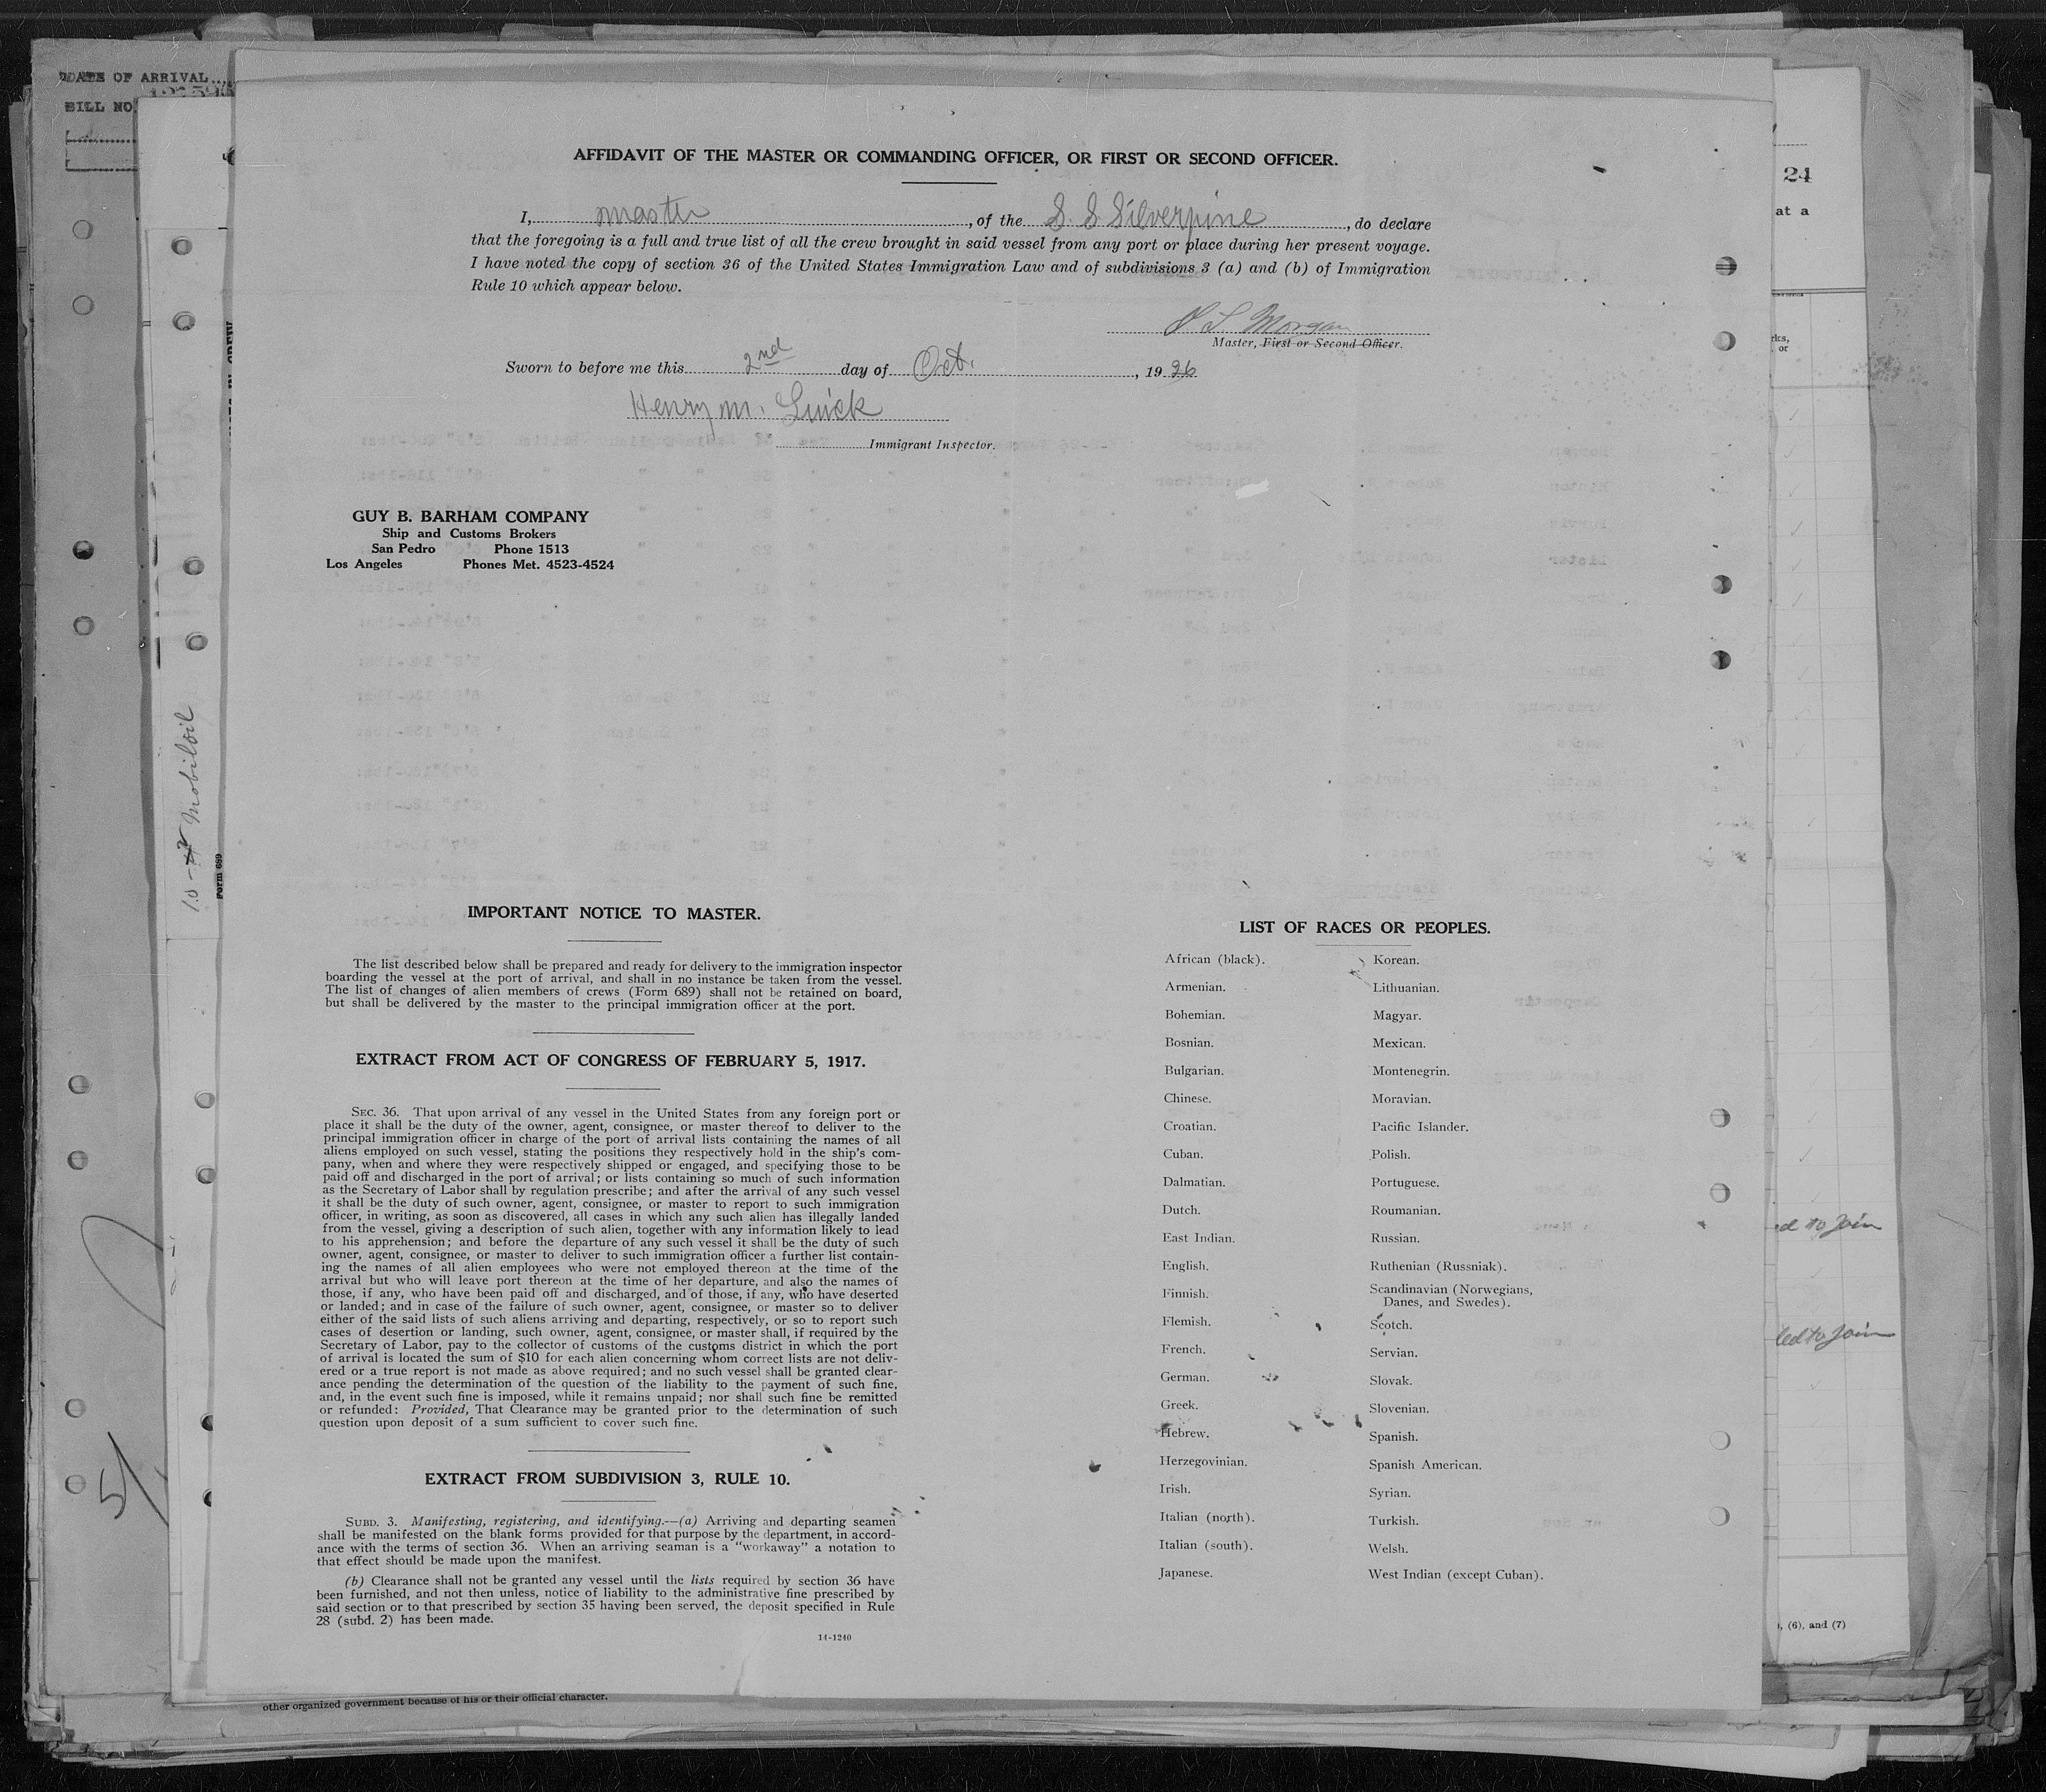 DATE OF ARRIVAL
BILL NO.
24
at a
AFFIDAVIT OF THE MASTER OR COMMANDING OFFICER, OR FIRST OR SECOND OFFICER.
I, master, of the S. S. Silverpine, do declare
that the foregoing is a full and true list of all the crew brought in said vessel from any port or place during her present voyage.
I have noted the copy of section 36 of the United States Immigration Law and of subdivisions 3 (a) and (b) of Immigration
Rule 10 which appear below.
Morgan
Master, First or Second Officer.
Sworn to before me this 2nd day of Oct., 1926
Henry M.
Immigrant Inspector.
GUY B. BARHAM COMPANY
Ship and Customs Brokers
San Pedro Phone 1513
Los Angeles Phones Met. 4523-4524
Mobiloil
Form 689
IMPORTANT NOTICE TO MASTER.
The list described below shall be prepared and ready for delivery to the immigration inspector
boarding the vessel at the port of arrival, and shall in no instance be taken from the vessel.
The list of changes of alien members of crews (Form 689) shall not be retained on board,
but shall be delivered by the master to the principal immigration officer at the port.
EXTRACT FROM ACT OF CONGRESS OF FEBRUARY 5, 1917.
SEC. 36. That upon arrival of any vessel in the United States from any foreign port or
place it shall be the duty of the owner, agent, consignee, or master thereof to deliver to the
principal immigration officer in charge of the port of arrival lists containing the names of all
aliens employed on such vessel, stating the positions they respectively hold in the ship's com-
pany, when and where they were respectively shipped or engaged, and specifying those to be
paid off and discharged in the port of arrival; or lists containing so much of such information
as the Secretary of Labor shall by regulation prescribe; and after the arrival of any such vessel
it shall be the duty of such owner, agent, consignee, or master to report to such immigration
officer, in writing, as soon as discovered, all cases in which any such alien has illegally landed
from the vessel, giving a description of such alien, together with any information likely to lead
to his apprehension; and before the departure of any such vessel it shall be the duty of such
owner, agent, consignee, or master to deliver to such immigration officer a further list contain-
ing the names of all alien employees who were not employed thereon at the time of the
arrival but who will leave port thereon at the time of her departure, and also the names of
those, if any, who have been paid off and discharged, and of those, if any, who have deserted
or landed; and in case of the failure of such owner, agent, consignee, or master so to deliver
either of the said lists of such aliens arriving and departing, respectively, or so to report such
cases of desertion or landing, such owner, agent, consignee, or master shall, if required by the
Secretary of Labor, pay to the collector of customs of the customs district in which the port
of arrival is located the sum of $10 for each alien concerning whom correct lists are not deliv-
ered or a true report is not made as above required; and no such vessel shall be granted clear-
ance pending the determination of the question of the liability to the payment of such fine,
and, in the event such fine is imposed, while it remains unpaid; nor shall such fine be remitted
or refunded: Provided, That Clearance may be granted prior to the determination of such
question upon deposit of a sum sufficient to cover such fine.
EXTRACT FROM SUBDIVISION 3, RULE 10.
SUBD. 3. Manifesting, registering, and identifying.—(a) Arriving and departing seamen
shall be manifested on the blank forms provided for that purpose by the department, in accord-
ance with the terms of section 36. When an arriving seaman is a "workaway" a notation to
that effect should be made upon the manifest.
(b) Clearance shall not be granted any vessel until the lists required by section 36 have
been furnished, and not then unless, notice of liability to the administrative fine prescribed by
said section or to that prescribed by section 35 having been served, the deposit specified in Rule
28 (subd. 2) has been made.
14-1240
LIST OF RACES OR PEOPLES.
African (black).
Armenian.
Bohemian.
Bosnian.
Bulgarian.
Chinese.
Croatian.
Cuban.
Dalmatian.
Dutch.
East Indian.
English.
Finnish.
Flemish.
French.
German.
Greek.
Hebrew.
Herzegovinian.
Irish.
Italian (north).
Italian (south).
Japanese.
Korean.
Lithuanian.
Magyar.
Mexican.
Montenegrin.
Moravian.
Pacific Islander.
Polish.
Portuguese.
Roumanian.
Russian.
Ruthenian (Russniak).
Scandinavian (Norwegians,
Danes, and Swedes).
Scotch.
Servian.
Slovak.
Slovenian.
Spanish.
Spanish American.
Syrian.
Turkish.
Welsh.
West Indian (except Cuban).
to Join
to Join
, (6), and (7)
other organized government because of his or their official character.